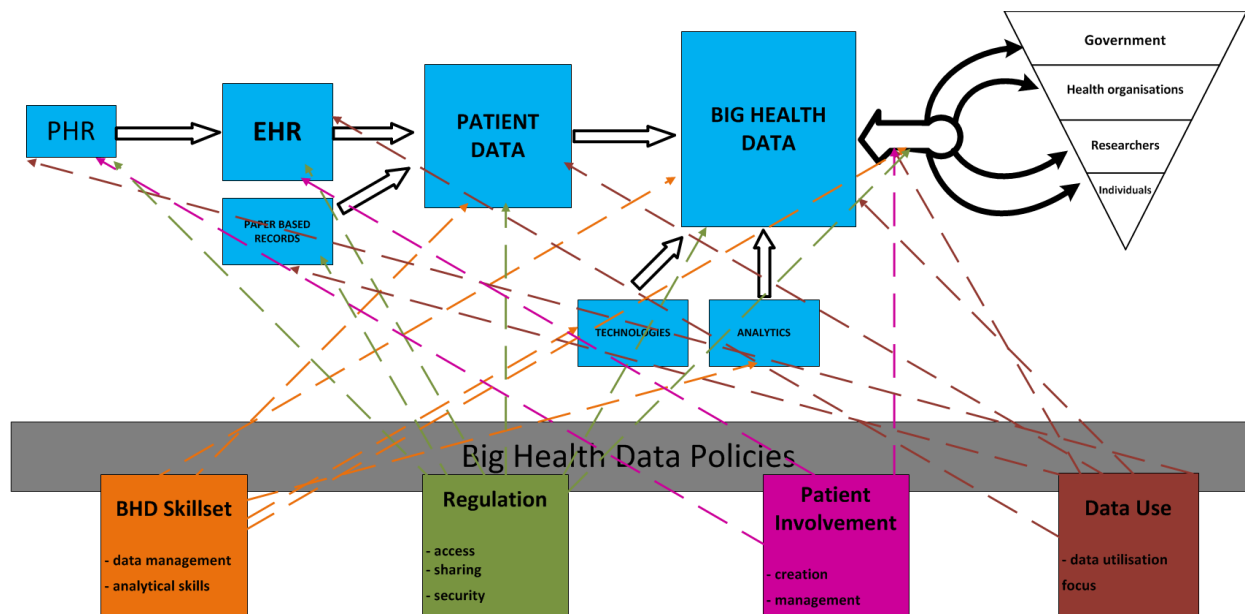 Government
Health organisations
Researchers
Individuals
PHR
EHR
PATIENT
DATA
BIG HEALTH
DATA
PAPER BASED
RECORDS
TECHNOLOGIES
ANALYTICS
Big Health Data Policies
BHD Skillset
- data management
- analytical skills
Regulation
- access
- sharing
- security
Patient
Involvement
- creation
- management
Data Use
- data utilisation
focus